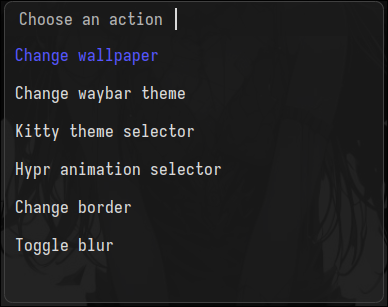 Choose an action
Change wallpaper
Change waybar theme
Kitty theme selector
Hypr animation selector
Change border
Toggle blur